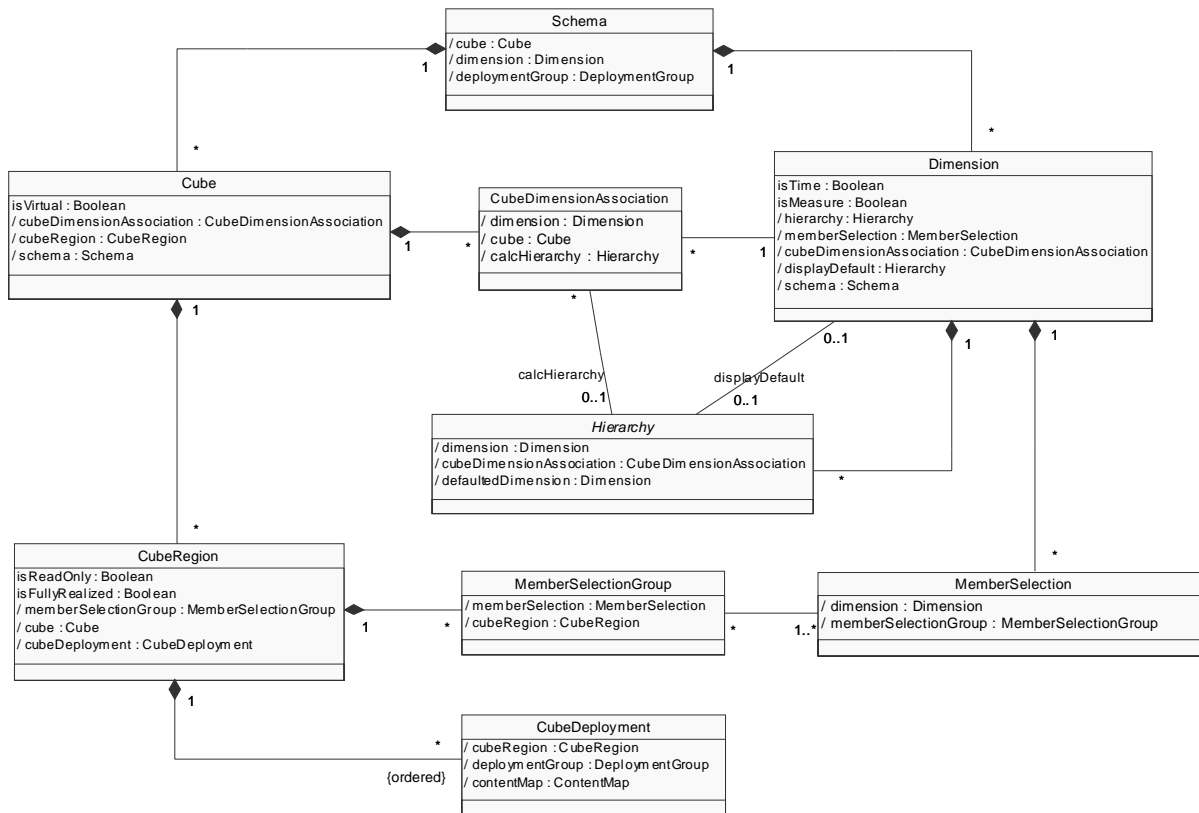 Schema
/ cube : Cube
/ dimension : Dimension
/ deploymentGroup : DeploymentGroup
1
1
*
*
Cube
isVirtual : Boolean
/ cubeDimensionAssociation : CubeDimensionAssociation
/ cubeRegion : CubeRegion
/ schema : Schema
1
*
CubeDimensionAssociation
/ dimension : Dimension
/ cube : Cube
/ calcHierarchy : Hierarchy
*
1
Dimension
isTime : Boolean
isMeasure : Boolean
/ hierarchy : Hierarchy
/ memberSelection : MemberSelection
/ cubeDimensionAssociation : CubeDimensionAssociation
/ displayDefault : Hierarchy
/ schema : Schema
1
*
0..1
1
1
calcHierarchy
displayDefault
0..1
0..1
Hierarchy
/ dimension : Dimension
/ cubeDimensionAssociation : CubeDimensionAssociation
/ defaultedDimension : Dimension
*
*
*
CubeRegion
isReadOnly : Boolean
isFullyRealized : Boolean
/ memberSelectionGroup : MemberSelectionGroup
/ cube : Cube
/ cubeDeployment : CubeDeployment
1
*
MemberSelectionGroup
/ memberSelection : MemberSelection
/ cubeRegion : CubeRegion
*
1..*
MemberSelection
/ dimension : Dimension
/ memberSelectionGroup : MemberSelectionGroup
1
*
{ordered}
CubeDeployment
/ cubeRegion : CubeRegion
/ deploymentGroup : DeploymentGroup
/ contentMap : ContentMap